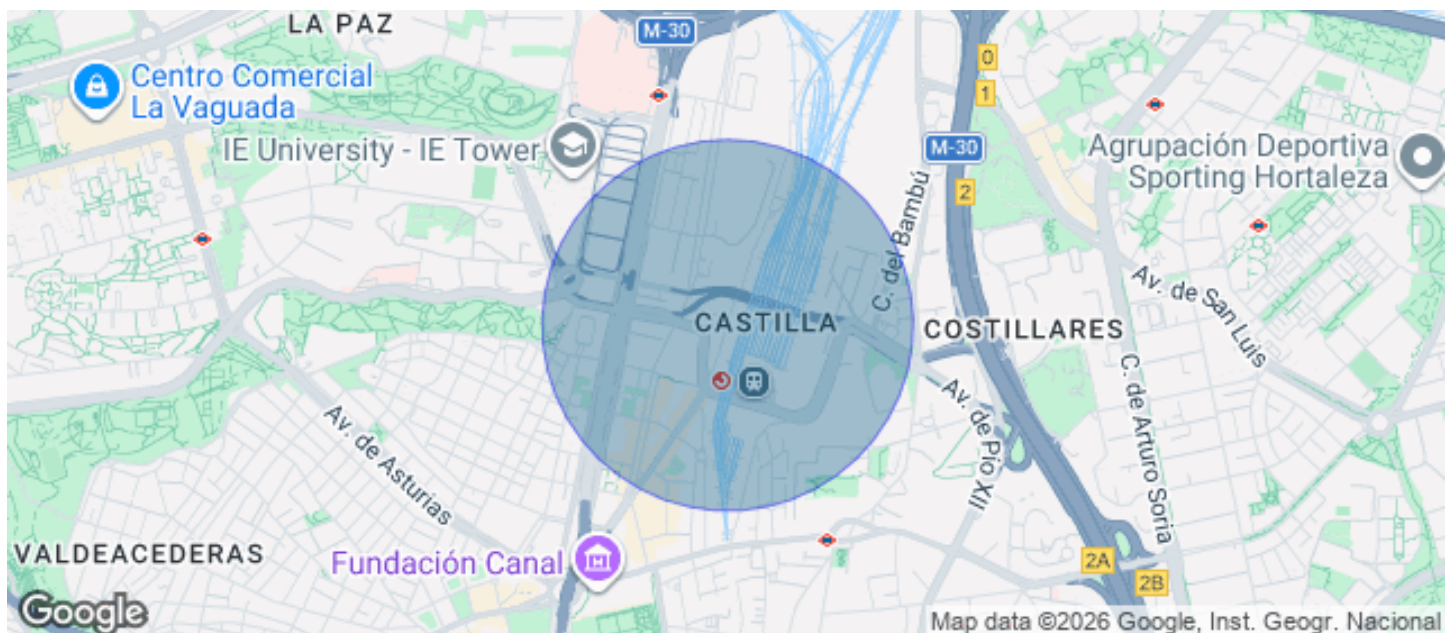 LA PAZ
M-30
Centro Comercial
La Vaguada
IE University - IE Tower
0
1
M-30
2
Agrupación Deportiva
Sporting Hortaleza
C. del Bambú
Av. de San Luis
CASTILLA
COSTILLARES
Av. de Asturias
Av. de Pío XII
C. de Arturo Soria
VALDEACEDERAS
Fundación Canal
2A
2B
Google
Map data ©2026 Google, Inst. Geogr. Nacional